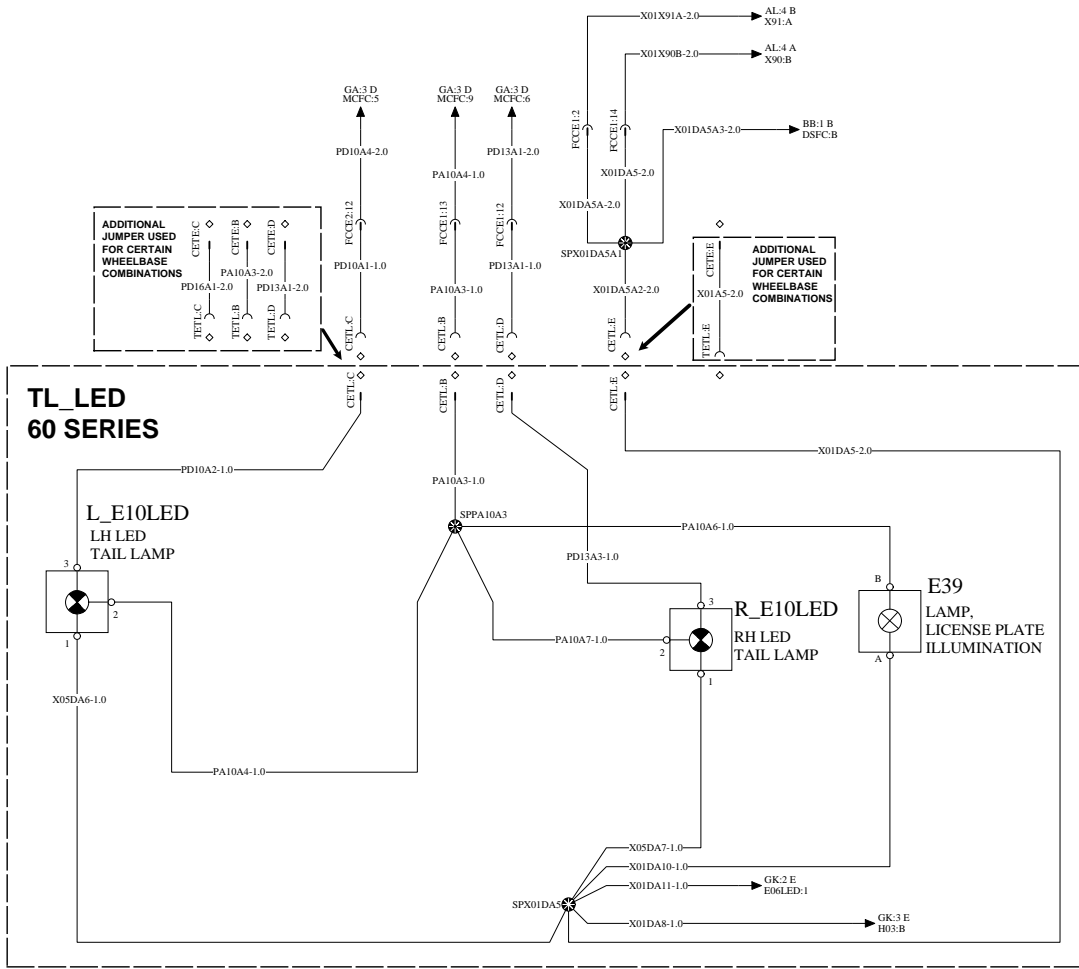 X01X91A-2.0
AL:4 B
X91:A
X01X90B-2.0
AL:4 A
X90:B
GA:3 D
MCFC:5
GA:3 D
MCFC:9
GA:3 D
MCFC:6
FCCE1:2
FCCE1:14
X01DA5A3-2.0
BB:1 B
DSFC:B
PD10A4-2.0
PA10A4-1.0
PD13A1-2.0
X01DA5-2.0
X01DA5A-2.0
FCCE2:12
FCCE1:13
FCCE1:12
SPX01DA5A1
ADDITIONAL
JUMPER USED
FOR CERTAIN
WHEELBASE
COMBINATIONS
CETE:C
CETE:B
CETE:D
PD16A1-2.0
PA10A3-2.0
PD13A1-2.0
TETL:C
TETL:B
TETL:D
PD10A1-1.0
PA10A3-1.0
PD13A1-1.0
X01DA5A2-2.0
CETE:E
X01A5-2.0
TETL:E
ADDITIONAL
JUMPER USED
FOR CERTAIN
WHEELBASE
COMBINATIONS
CETL:C
CETL:B
CETL:D
CETL:E
CETL:C
CETL:B
CETL:D
CETL:E
TL_LED
60 SERIES
X01DA5-2.0
PD10A2-1.0
PA10A3-1.0
L_E10LED
LH LED
TAIL LAMP
SPPA10A3
PA10A6-1.0
PD13A3-1.0
3
2
1
3
2
1
R_E10LED
RH LED
TAIL LAMP
B
A
E39
LAMP,
LICENSE PLATE
ILLUMINATION
PA10A7-1.0
X05DA6-1.0
PA10A4-1.0
X05DA7-1.0
X01DA10-1.0
X01DA11-1.0
GK:2 E
E06LED:1
SPX01DA5
X01DA8-1.0
GK:3 E
H03:B